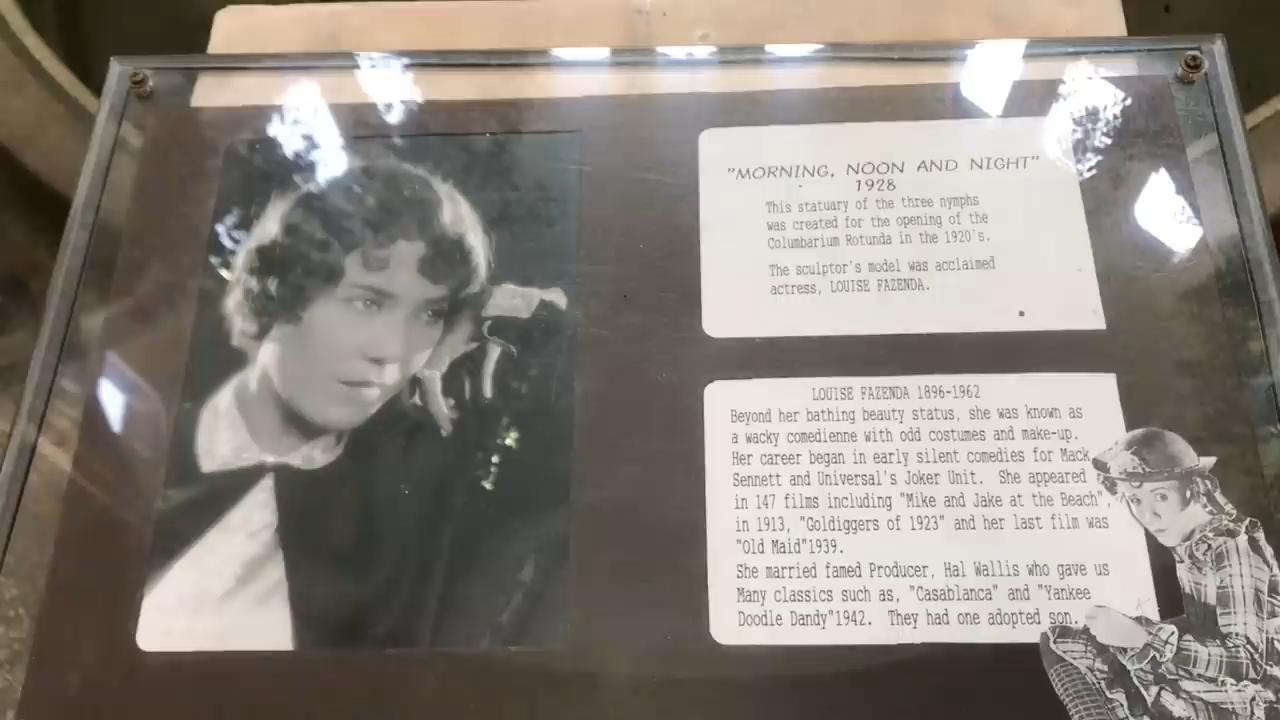 "MORNING, NOON AND NIGHT"
1928
This statuary of the three nymphs
was created for the opening of the
Columbarium Rotunda in the 1920's.
The sculptor's model was acclaimed
actress, LOUISE FAZENDA.
LOUISE FAZENDA 1896-1962
Beyond her bathing beauty status, she was known as
a wacky comedienne with odd costumes and make-up.
Her career began in early silent comedies for Mack
Sennett and Universal's Joker Unit.  She appeared
in 147 films including "Mike and Jake at the Beach",
in 1913, "Goldiggers of 1923" and her last film was
"Old Maid"1939.
She married famed Producer, Hal Wallis who gave us
Many classics such as, "Casablanca" and "Yankee
Doodle Dandy"1942.  They had one adopted son.